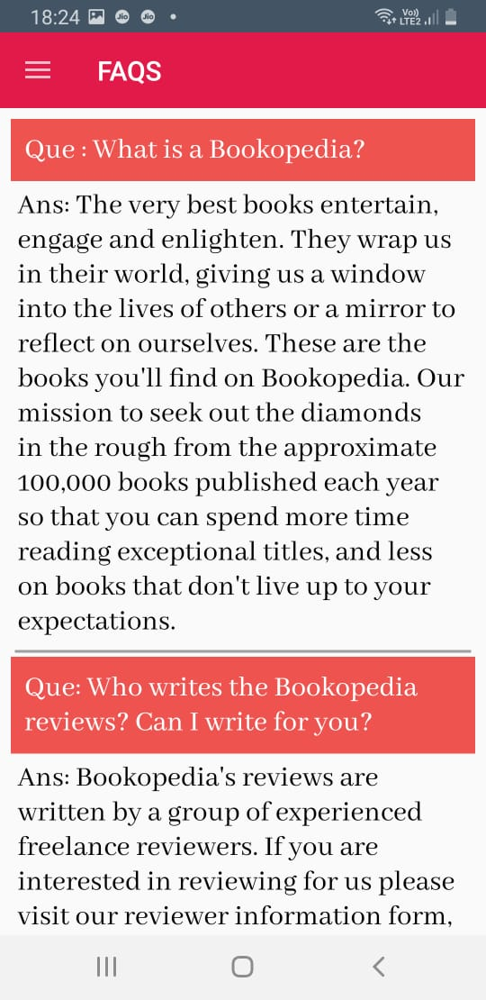 18:24 Jio Jio Vo)) LTE2
FAQS
Que : What is a Bookopedia?
Ans: The very best books entertain,
engage and enlighten. They wrap us
in their world, giving us a window
into the lives of others or a mirror to
reflect on ourselves. These are the
books you'll find on Bookopedia. Our
mission to seek out the diamonds
in the rough from the approximate
100,000 books published each year
so that you can spend more time
reading exceptional titles, and less
on books that don't live up to your
expectations.
Que: Who writes the Bookopedia
reviews? Can I write for you?
Ans: Bookopedia's reviews are
written by a group of experienced
freelance reviewers. If you are
interested in reviewing for us please
visit our reviewer information form,